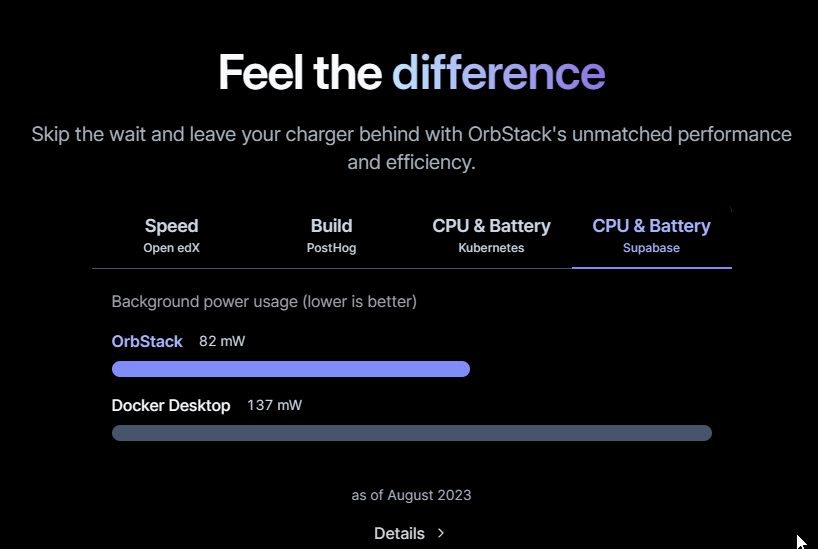 Feel the difference
Skip the wait and leave your charger behind with OrbStack's unmatched performance
and efficiency.
Speed
Open edX
Build
PostHog
CPU & Battery
Kubernetes
CPU & Battery
Supabase
Background power usage (lower is better)
OrbStack 82 mW
Docker Desktop 137 mW
as of August 2023
Details